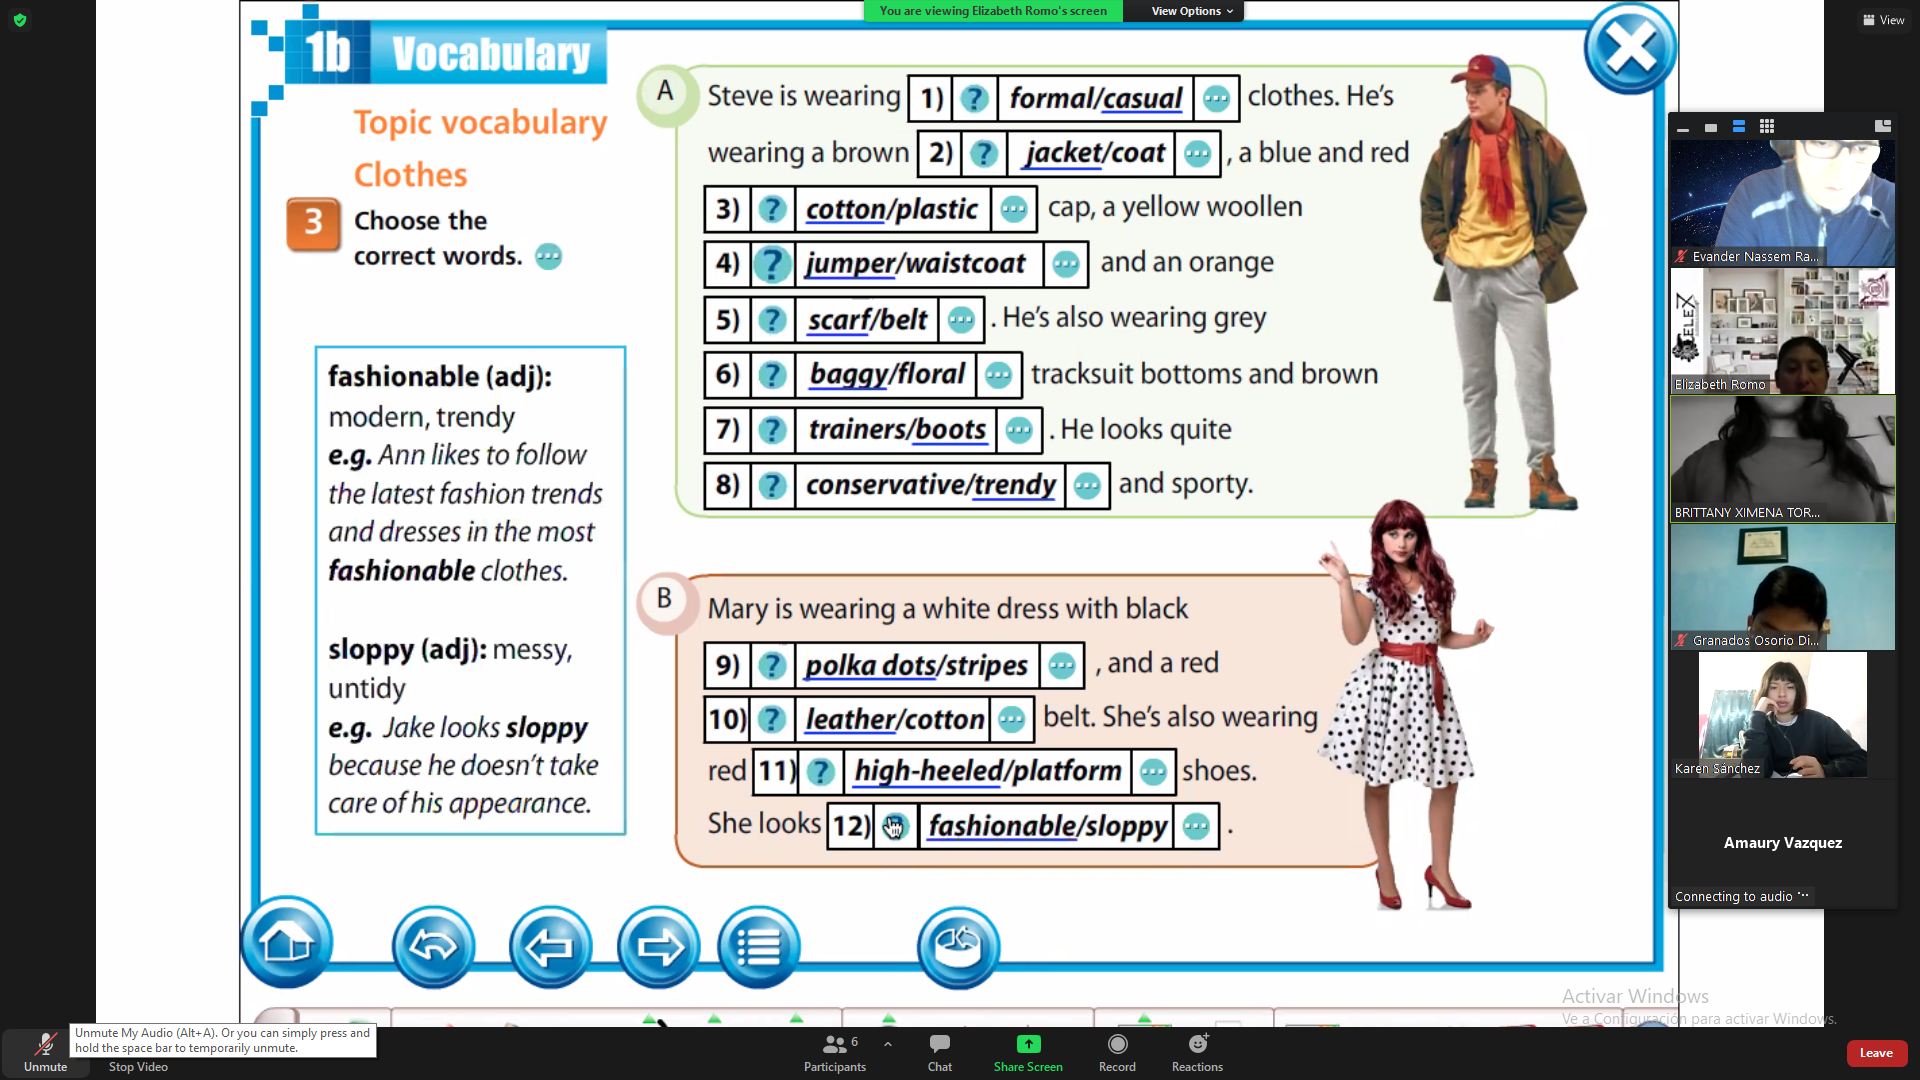 You are viewing Elizabeth Romo's screen
View Options
View
1b Vocabulary
Topic vocabulary
Clothes
3 Choose the
correct words.
fashionable (adj):
modern, trendy
e.g. Ann likes to follow
the latest fashion trends
and dresses in the most
fashionable clothes.
sloppy (adj): messy,
untidy
e.g. Jake looks sloppy
because he doesn't take
care of his appearance.
A
Steve is wearing 1) ? formal/casual clothes. He's
wearing a brown 2) ? jacket/coat , a blue and red
3) ? cotton/plastic cap, a yellow woollen
4) ? jumper/waistcoat and an orange
5) ? scarf/belt . He's also wearing grey
6) ? baggy/floral tracksuit bottoms and brown
7) ? trainers/boots . He looks quite
8) ? conservative/trendy and sporty.
B
Mary is wearing a white dress with black
9) ? polka dots/stripes , and a red
10) ? leather/cotton belt. She's also wearing
red 11) ? high-heeled/platform shoes.
She looks 12) fashionable/sloppy .
Evander Nassem Ra...
ELEX
Elizabeth Romo
BRITTANY XIMENA TOR...
Granados Osorio Di...
Karen Sánchez
Amaury Vazquez
Connecting to audio
Activar Windows
Ve a Configuración para activar Windows.
Unmute My Audio (Alt+A). Or you can simply press and
hold the space bar to temporarily unmute.
Unmute
Stop Video
Participants 6
Chat
Share Screen
Record
Reactions
Leave